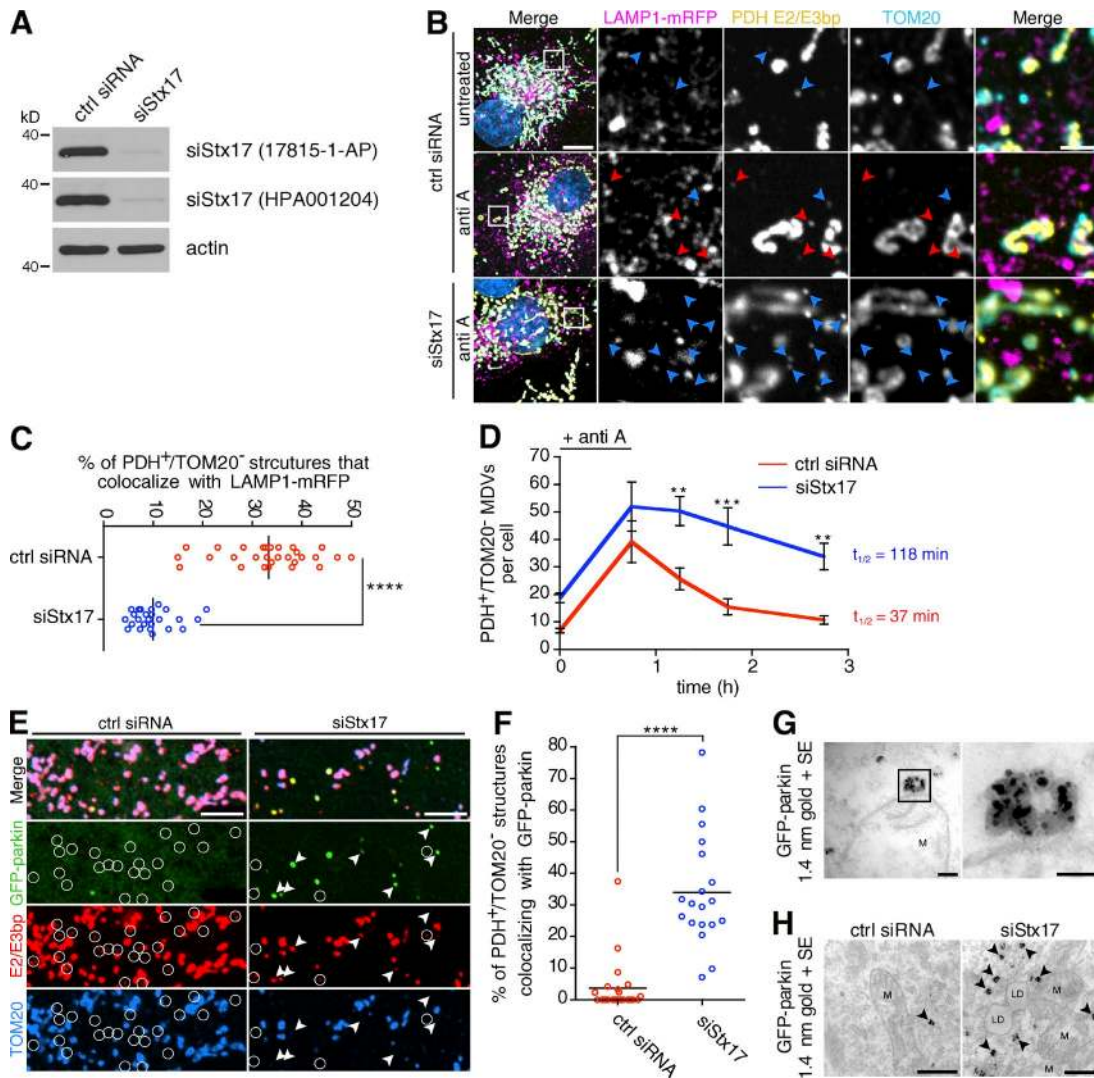 A
ctrl siRNA
siStx17
kD
40
siStx17 (17815-1-AP)
40
siStx17 (HPA001204)
actin
40
B
Merge
LAMP1-mRFP
PDH E2/E3bp
TOM20
Merge
ctrl siRNA
untreated
anti A
siStx17
anti A
C
% of PDH+/TOM20- strcutures that
colocalize with LAMP1-mRFP
0 10 20 30 40 50
ctrl siRNA
siStx17
****
D
+ anti A
ctrl siRNA
siStx17
PDH+/TOM20- MDVs
per cell
70
60
50
40
30
20
10
0
** *** **
t1/2 = 118 min
t1/2 = 37 min
0 1 2 3
time (h)
E
ctrl siRNA
siStx17
Merge
GFP-parkin
E2/E3bp
TOM20
F
% of PDH+/TOM20- structures
colocalizing with GFP-parkin
****
80
70
60
50
40
30
20
10
0
ctrl siRNA
siStx17
G
GFP-parkin
1.4 nm gold + SE
M
H
GFP-parkin
1.4 nm gold + SE
ctrl siRNA
siStx17
M
LD
M
LD
M